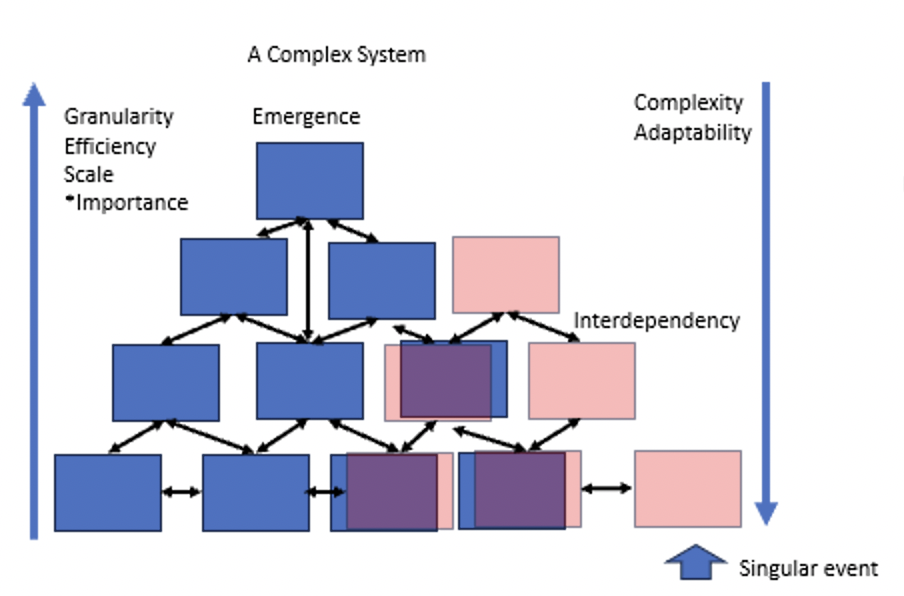 A Complex System
Granularity
Efficiency
Scale
*Importance
Emergence
Complexity
Adaptability
Interdependency
Singular event